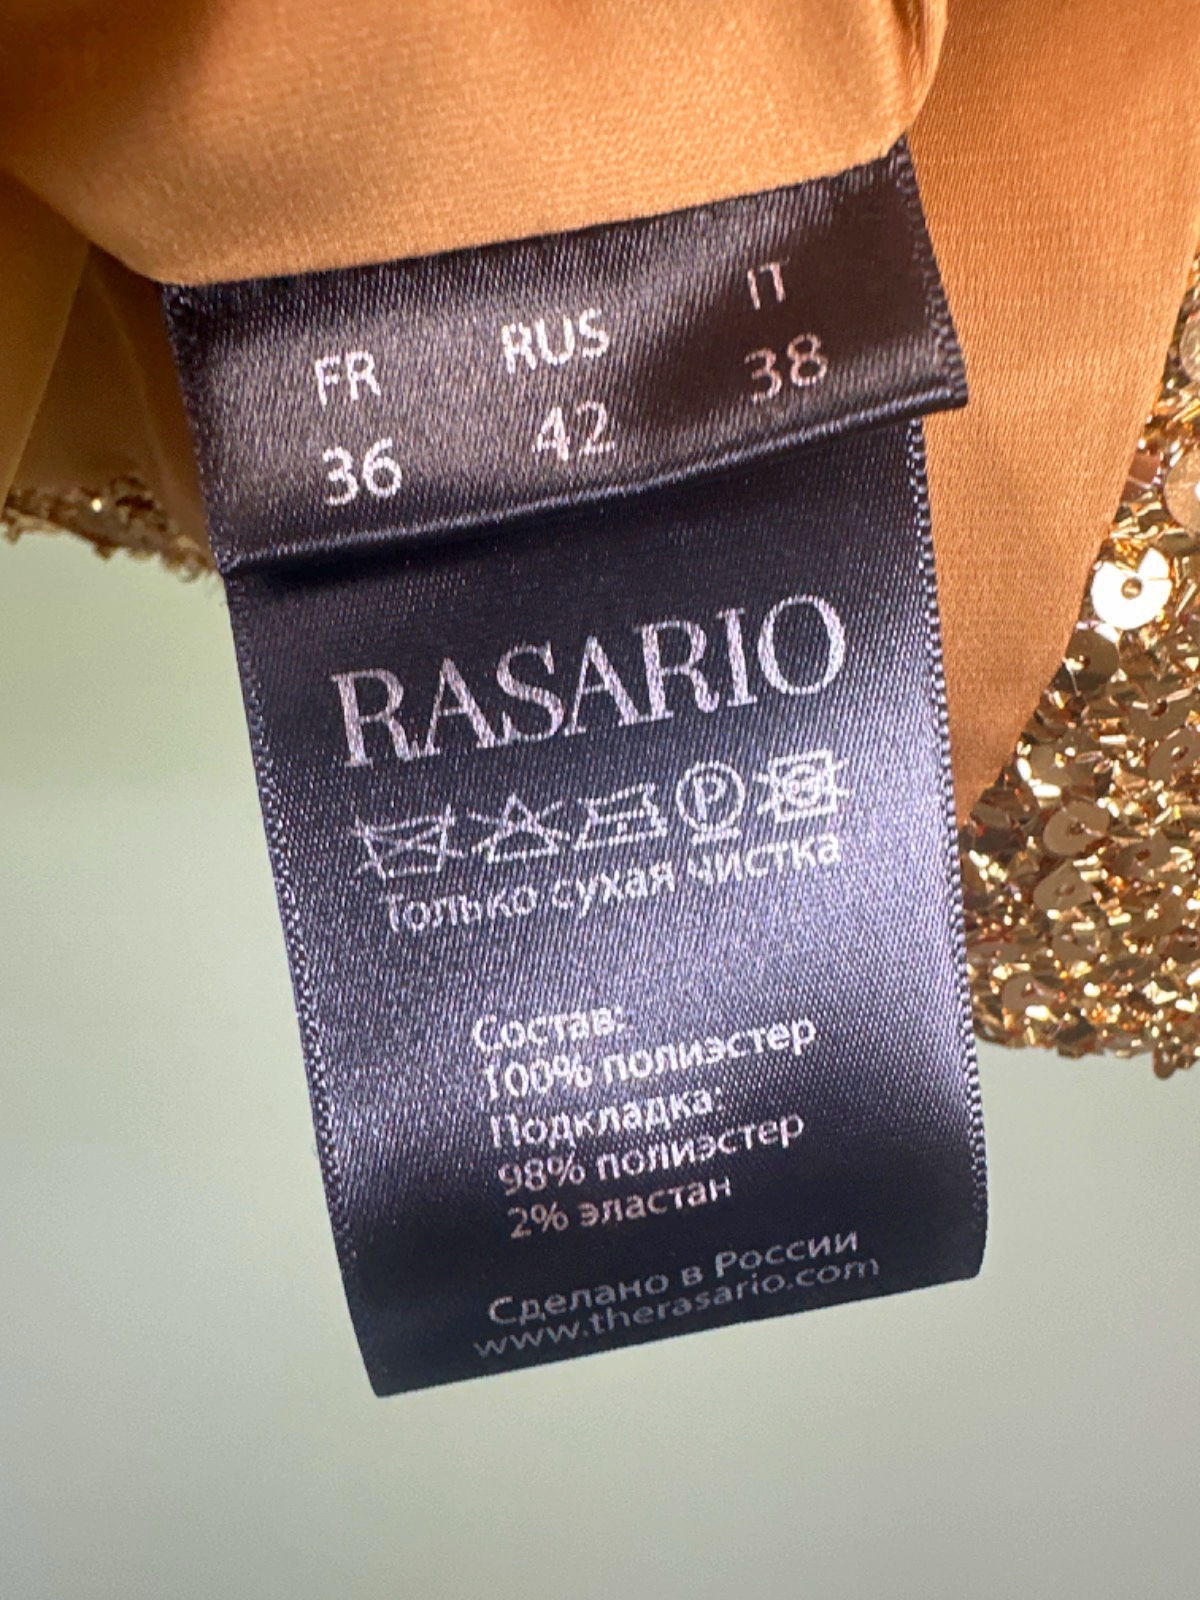 FR RUS IT
36 42 38
RASARIO
P
только сухая чистка
Состав:
100% полиэстер
Подкладка:
98% полиэстер
2% эластан
Сделано в России
www.therasario.com